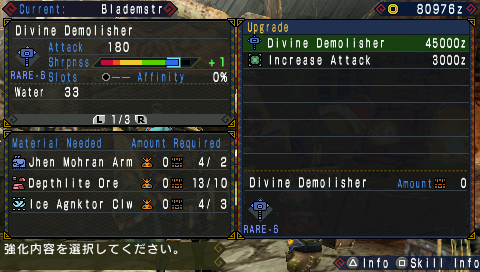 Current: Blademstr
80976z
Divine Demolisher
Attack 180
Shrpnss +1
RARE-6 Slots ●-- Affinity 0%
Water 33
L 1/3 R
Upgrade
Divine Demolisher 45000z
Increase Attack 3000z
Material Needed Amount Required
Jhen Mohran Arm 0 4/ 2
Depthlite Ore 0 13/10
Ice Agnktor Clw 0 4/ 3
Divine Demolisher Amount 0
RARE-6
強化内容を選択してください。
△ Info □ Skill Info